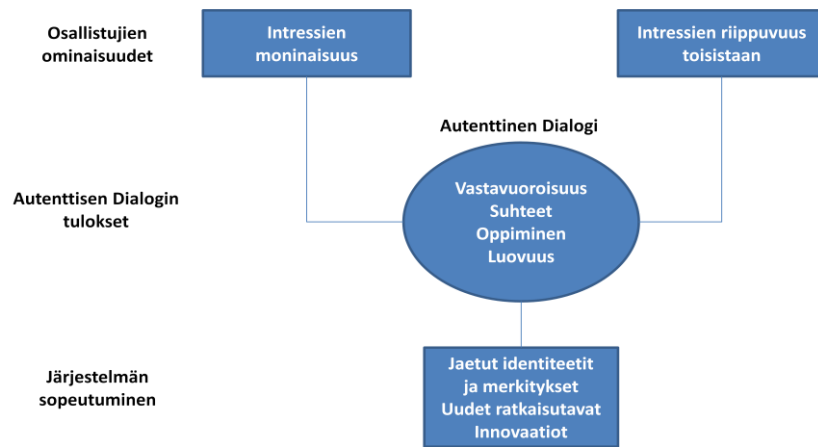 Osallistujien
ominaisuudet
Intressien
moninaisuus
Intressien riippuvuus
toisistaan
Autenttinen Dialogi
Autenttisen Dialogin
tulokset
Vastavuoroisuus
Suhteet
Oppiminen
Luovuus
Järjestelmän
sopeutuminen
Jaetut identiteetit
ja merkitykset
Uudet ratkaisutavat
Innovaatiot